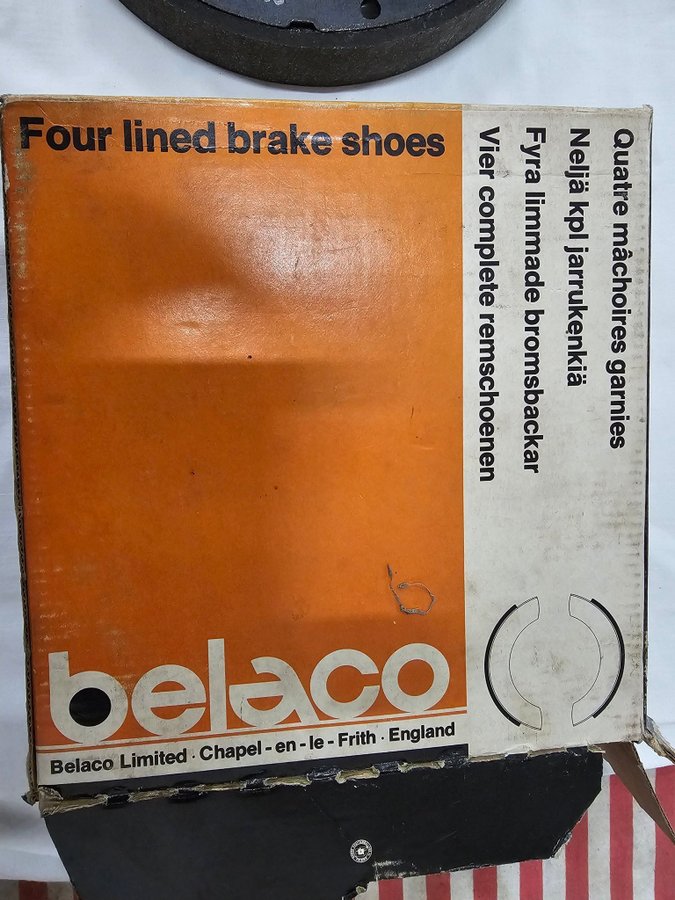 Four lined brake shoes
Quatre mâchoires garnies
Neljä kpl jarrukenkiä
Fyra limmade bromsbackar
Vier complete remschoenen
belaco
Belaco Limited · Chapel-en-le-Frith · England